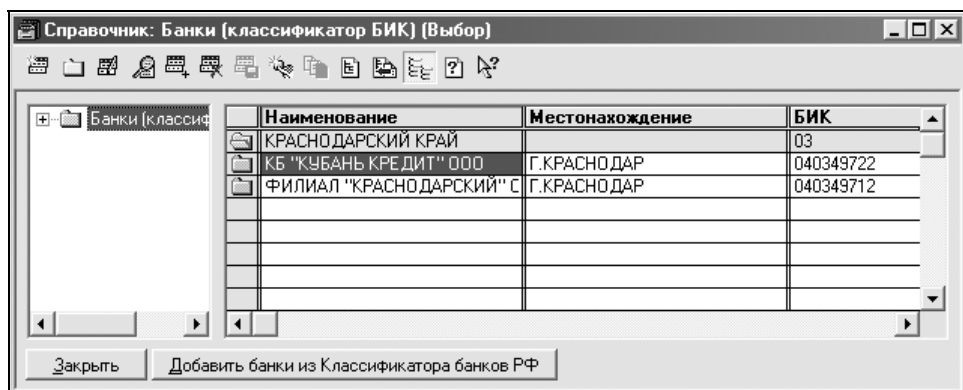 Справочник: Банки (классификатор БИК) (Выбор)
Банки (классиф
Наименование Местонахождение БИК
КРАСНОДАРСКИЙ КРАЙ 03
КБ "КУБАНЬ КРЕДИТ" ООО Г.КРАСНОДАР 040349722
ФИЛИАЛ "КРАСНОДАРСКИЙ" С Г.КРАСНОДАР 040349712
Закрыть Добавить банки из Классификатора банков РФ